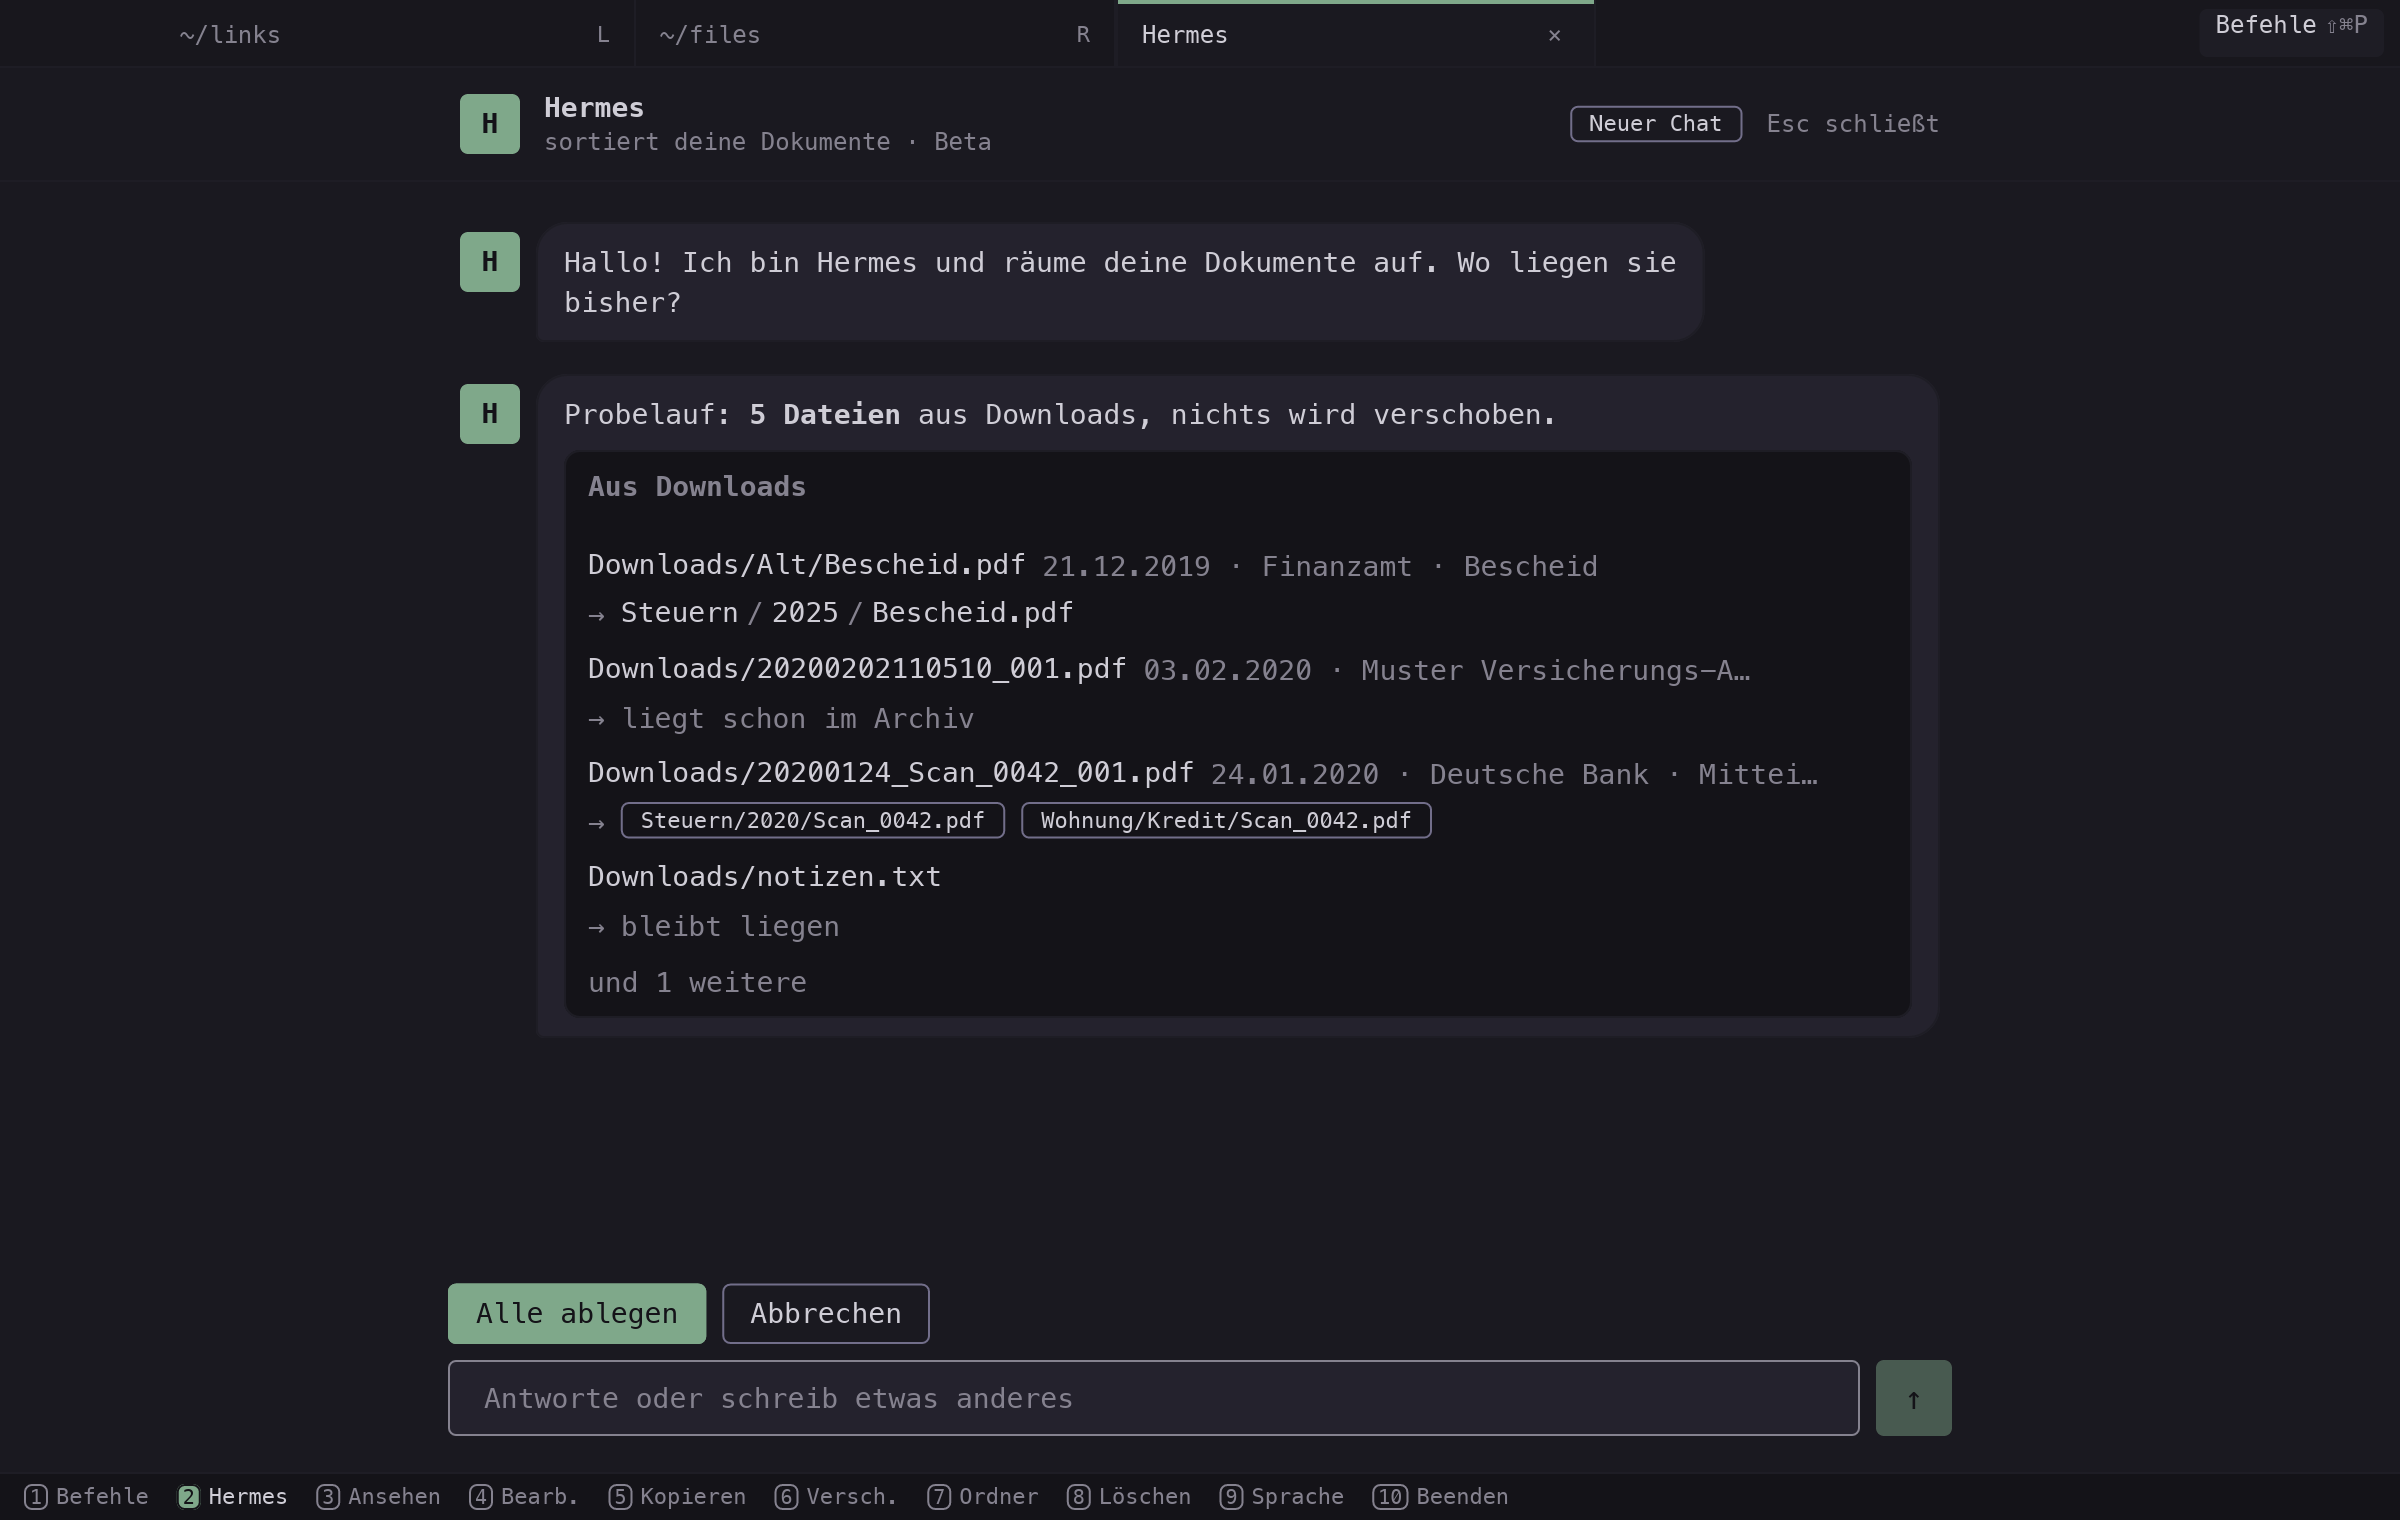 ~/links L ~/files R Hermes × Befehle ⇧⌘P
H Hermes
sortiert deine Dokumente · Beta
Neuer Chat Esc schließt
H Hallo! Ich bin Hermes und räume deine Dokumente auf. Wo liegen sie
bisher?
H Probelauf: 5 Dateien aus Downloads, nichts wird verschoben.
Aus Downloads
Downloads/Alt/Bescheid.pdf 21.12.2019 · Finanzamt · Bescheid
→ Steuern / 2025 / Bescheid.pdf
Downloads/20200202110510_001.pdf 03.02.2020 · Muster Versicherungs-A…
→ liegt schon im Archiv
Downloads/20200124_Scan_0042_001.pdf 24.01.2020 · Deutsche Bank · Mittei…
→ Steuern/2020/Scan_0042.pdf Wohnung/Kredit/Scan_0042.pdf
Downloads/notizen.txt
→ bleibt liegen
und 1 weitere
Alle ablegen Abbrechen
Antworte oder schreib etwas anderes ↑
1 Befehle 2 Hermes 3 Ansehen 4 Bearb. 5 Kopieren 6 Versch. 7 Ordner 8 Löschen 9 Sprache 10 Beenden